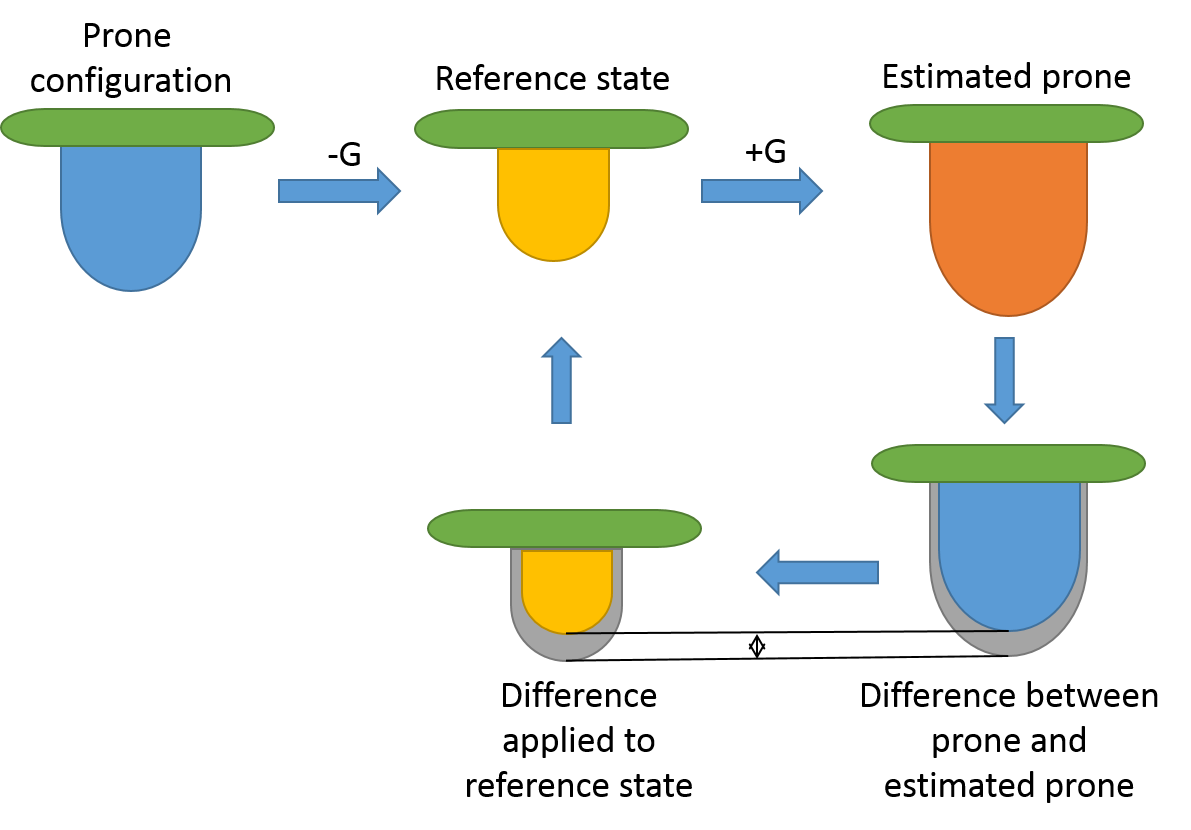 Prone
configuration
Reference state
Estimated prone
-G
+G
Difference
applied to
reference state
Difference between
prone and
estimated prone